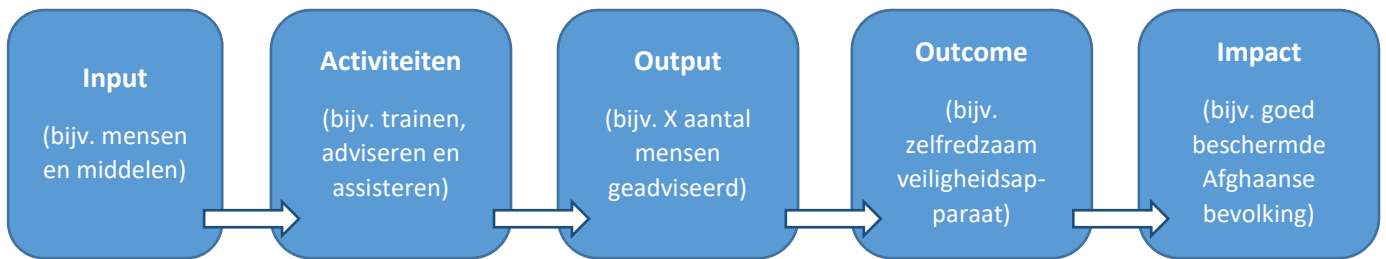 Input
(bijv. mensen
en middelen)
Activiteiten
(bijv. trainen,
adviseren en
assisteren)
Output
(bijv. X aantal
mensen
geadviseerd)
Outcome
(bijv.
zelfredzaam
veiligheidsap-
paraat)
Impact
(bijv. goed
beschermde
Afghaanse
bevolking)